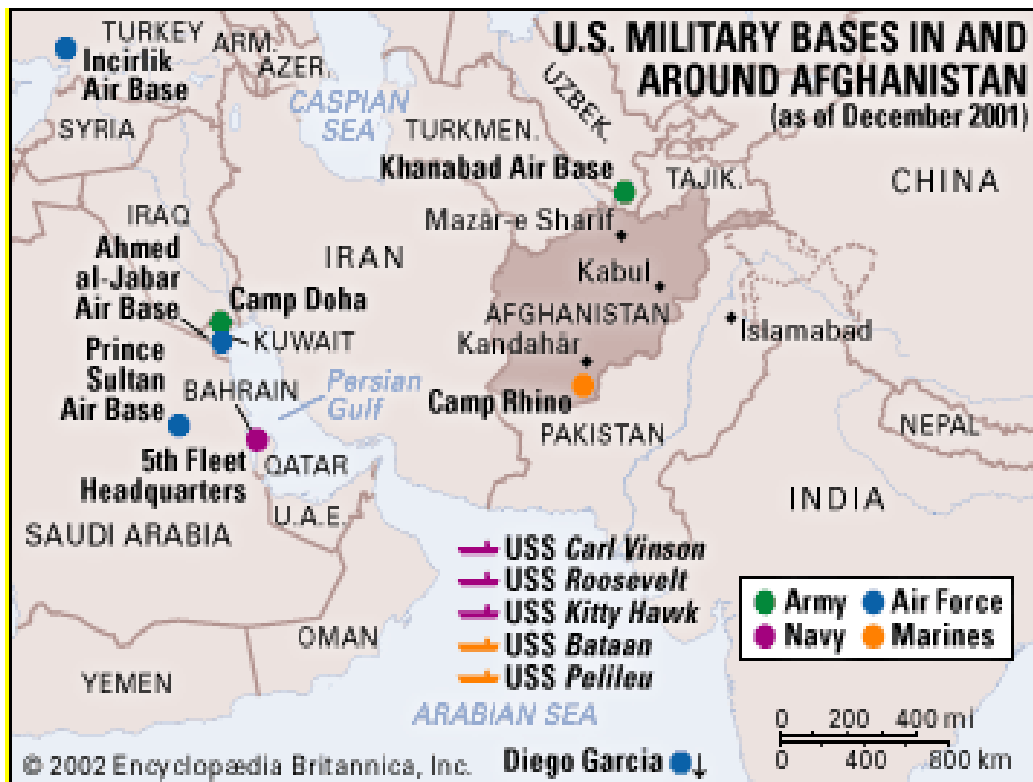 U.S. MILITARY BASES IN AND
AROUND AFGHANISTAN
(as of December 2001)
TURKEY
ARM.
AZER.
Incirlik
Air Base
SYRIA
CASPIAN
SEA
TURKMEN.
UZBEK.
Khanabad Air Base
TAJIK.
CHINA
IRAQ
Mazār-e Sharif
IRAN
Kabul
Ahmed
al-Jabar
Air Base
Camp Doha
AFGHANISTAN
Islamabad
KUWAIT
Kandahār
Prince
Sultan
Air Base
BAHRAIN
Persian
Gulf
Camp Rhino
PAKISTAN
NEPAL
5th Fleet
Headquarters
QATAR
U.A.E.
SAUDI ARABIA
INDIA
USS Carl Vinson
USS Roosevelt
USS Kitty Hawk
USS Bataan
USS Pelileu
Army
Air Force
Navy
Marines
OMAN
YEMEN
ARABIAN SEA
0 200 400 mi
0 400 800 km
© 2002 Encyclopædia Britannica, Inc.
Diego Garcia